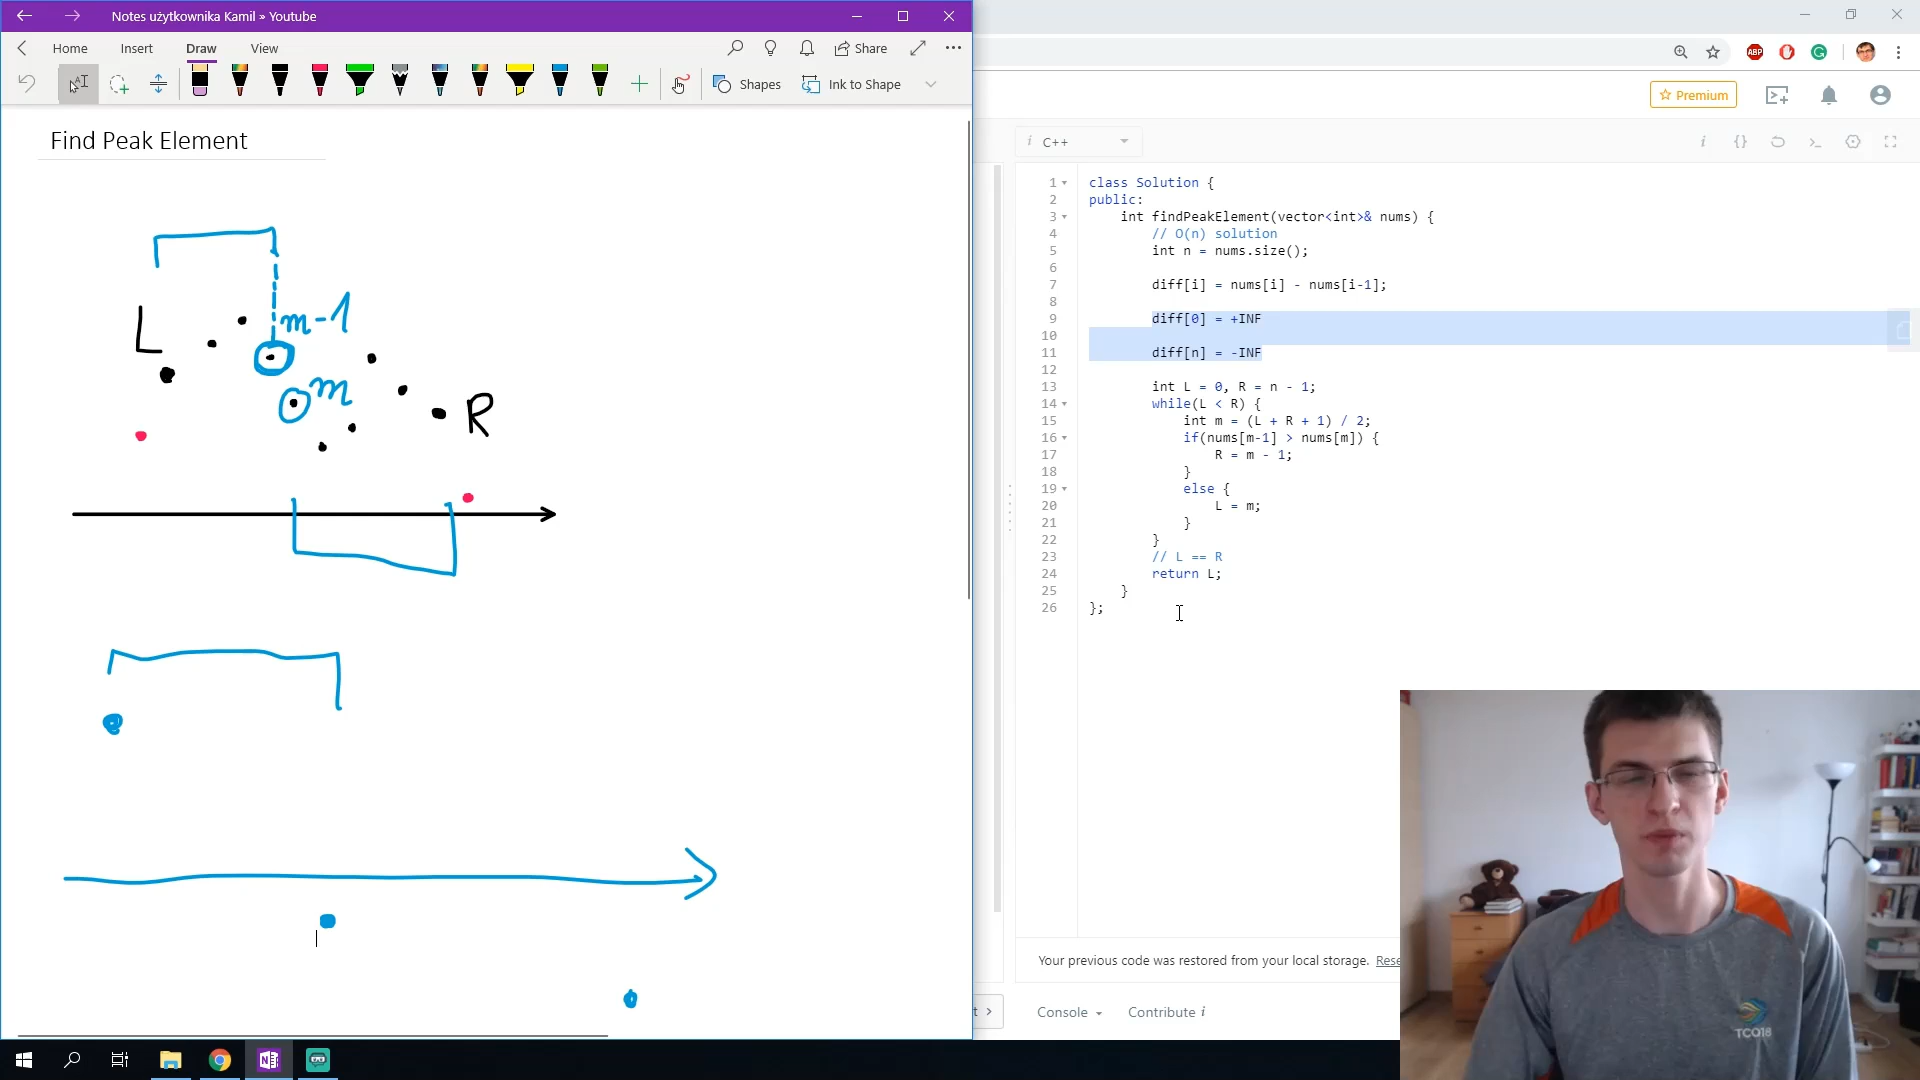 Notes użytkownika Kamil » Youtube
Home Insert Draw View Share
Shapes Ink to Shape
Find Peak Element
m-1
L
m
R
ABP
Premium
C++
1 class Solution {
2 public:
3 int findPeakElement(vector<int>& nums) {
4 // O(n) solution
5 int n = nums.size();
6
7 diff[i] = nums[i] - nums[i-1];
8
9 diff[0] = +INF
10
11 diff[n] = -INF
12
13 int L = 0, R = n - 1;
14 while(L < R) {
15 int m = (L + R + 1) / 2;
16 if(nums[m-1] > nums[m]) {
17 R = m - 1;
18 }
19 else {
20 L = m;
21 }
22 }
23 // L == R
24 return L;
25 }
26 };
Your previous code was restored from your local storage. Rese
t > Console Contribute i
TCO18